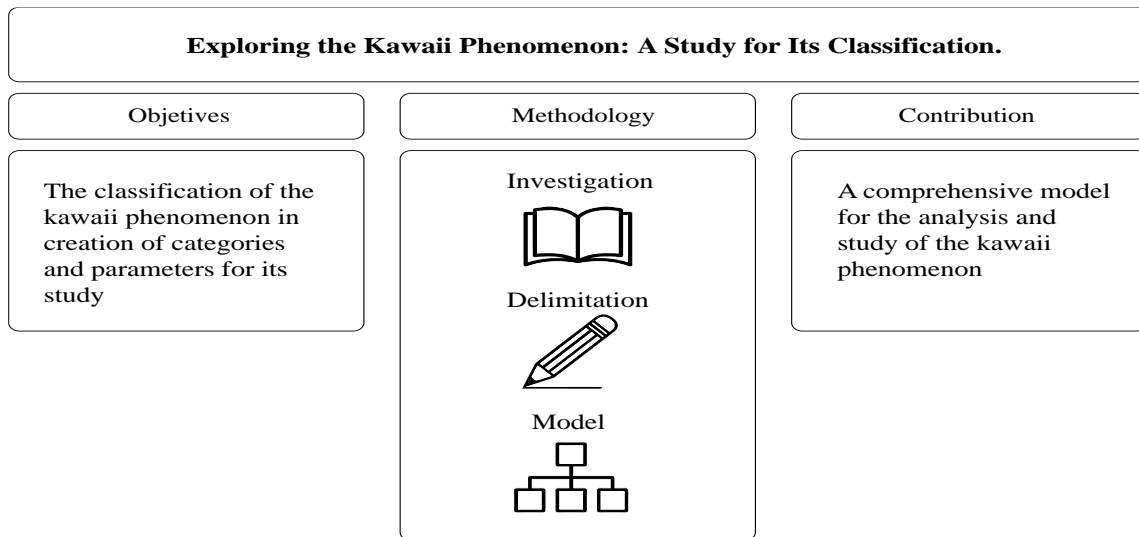 Exploring the Kawaii Phenomenon: A Study for Its Classification.
Objetives
Methodology
Contribution
The classification of the
kawaii phenomenon in
creation of categories
and parameters for its
study
Investigation
Delimitation
Model
A comprehensive model
for the analysis and
study of the kawaii
phenomenon